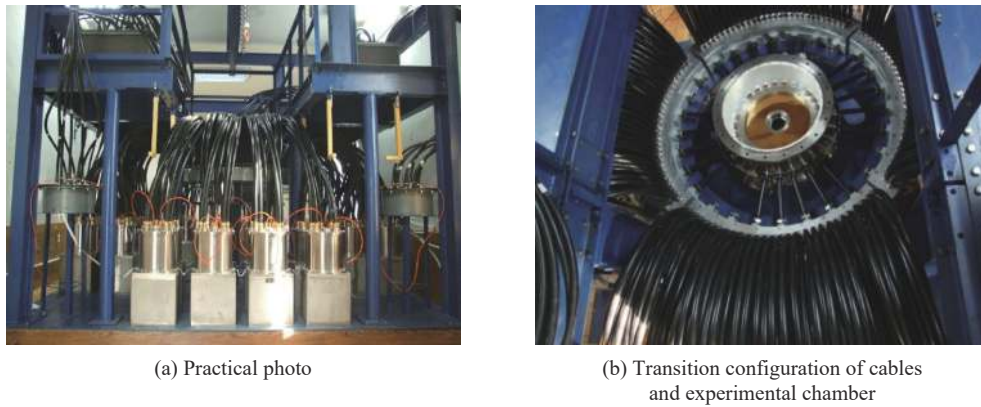 (a) Practical photo
(b) Transition configuration of cables
and experimental chamber